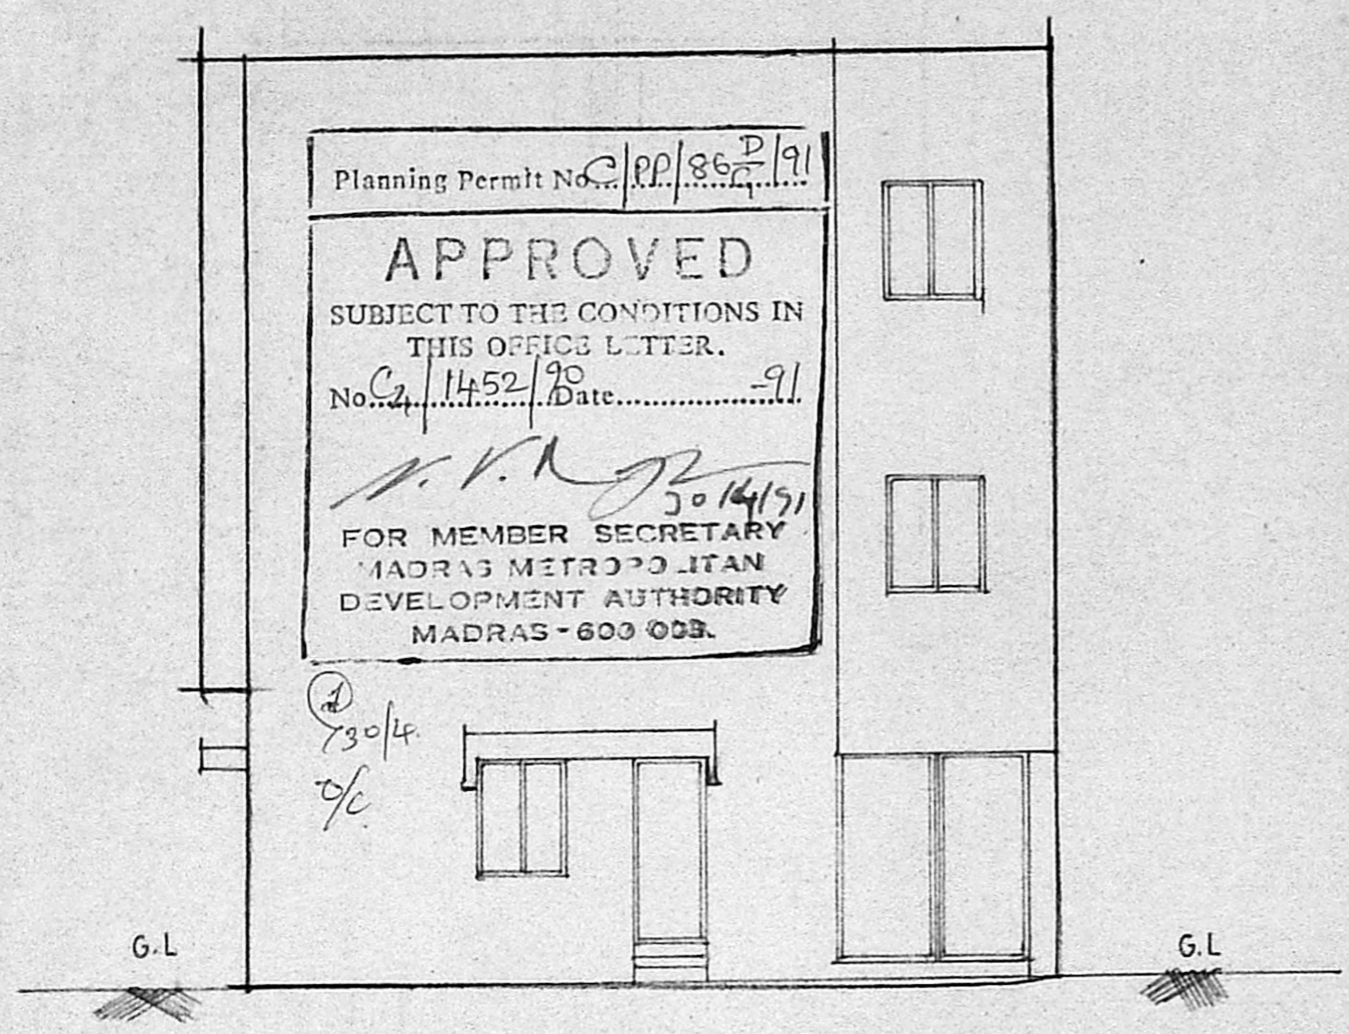 Planning Permit No. C/PP/86 D/G/91
APPROVED
SUBJECT TO THE CONDITIONS IN
THIS OFFICE LETTER.
No. C4/1452/90 Date -91
30/4/91
FOR MEMBER SECRETARY
MADRAS METROPOLITAN
DEVELOPMENT AUTHORITY
MADRAS-600 008.
30/4
O/C
G.L
G.L